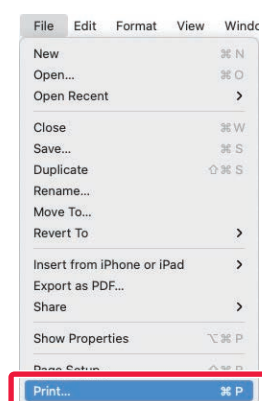 File Edit Format View Windo
New ⌘ N
Open... ⌘ O
Open Recent >
Close ⌘ W
Save... ⌘ S
Duplicate ⇧ ⌘ S
Rename...
Move To...
Revert To >
Insert from iPhone or iPad >
Export as PDF...
Share >
Show Properties ⌥ ⌘ P
Page Setup ⇧ ⌘ P
Print... ⌘ P